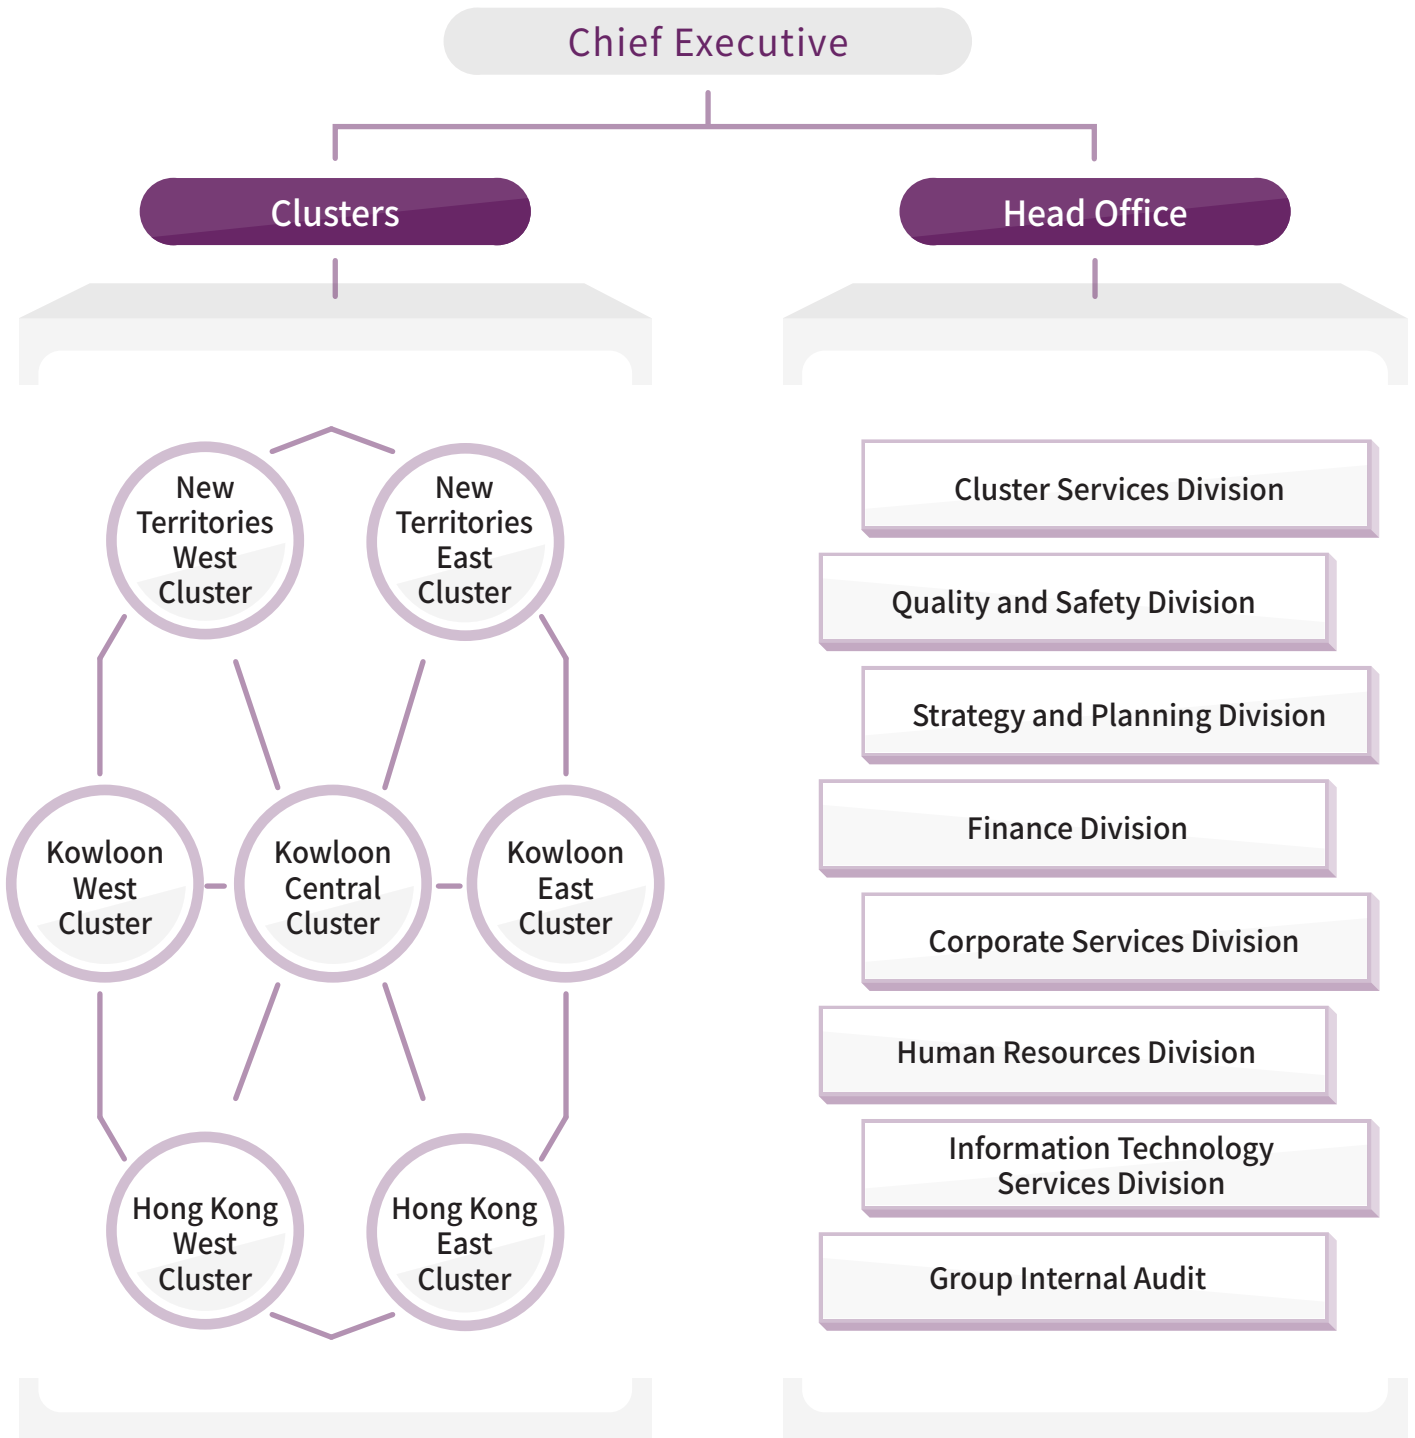 Chief Executive
Clusters
Head Office
New
Territories
West
Cluster
New
Territories
East
Cluster
Kowloon
West
Cluster
Kowloon
Central
Cluster
Kowloon
East
Cluster
Hong Kong
West
Cluster
Hong Kong
East
Cluster
Cluster Services Division
Quality and Safety Division
Strategy and Planning Division
Finance Division
Corporate Services Division
Human Resources Division
Information Technology
Services Division
Group Internal Audit